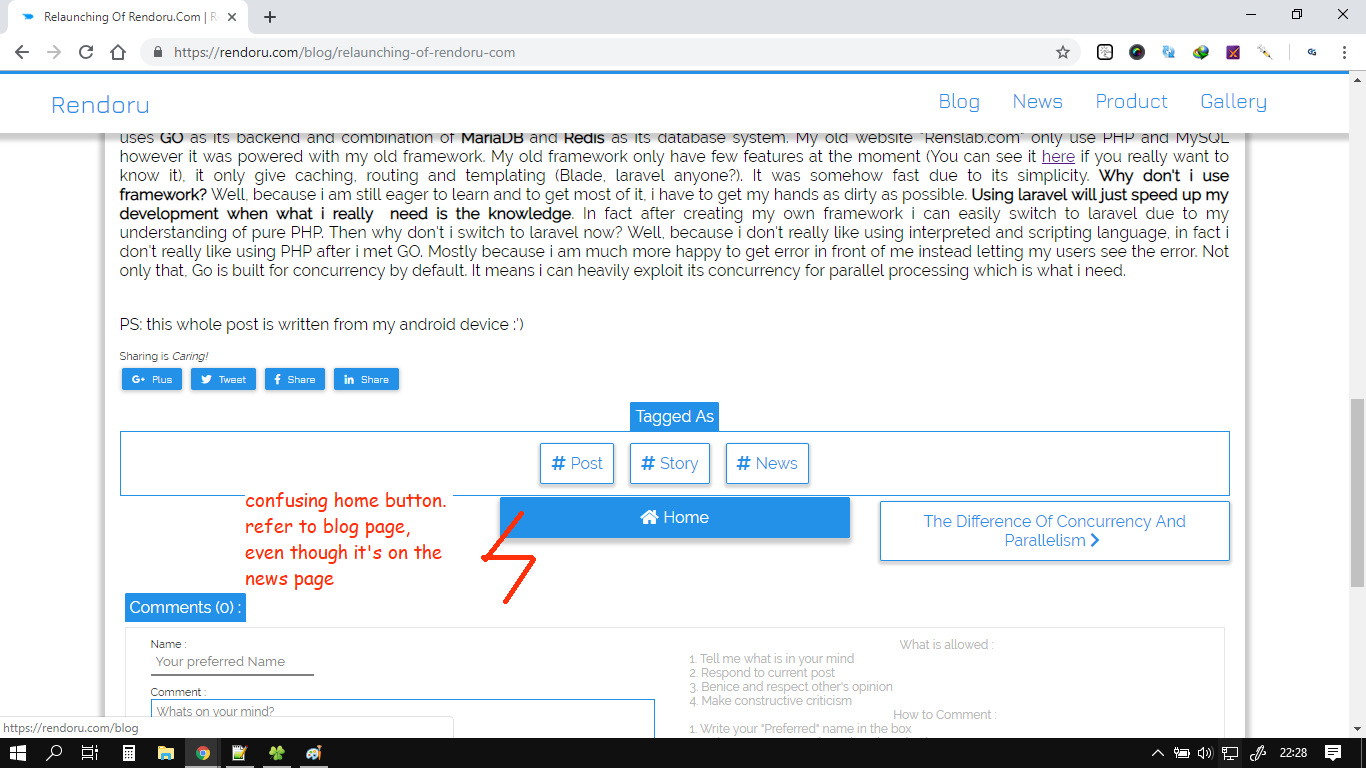 Relaunching Of Rendoru.Com | R
https://rendoru.com/blog/relaunching-of-rendoru-com
Rendoru
Blog News Product Gallery
uses GO as its backend and combination of MariaDB and Redis as its database system. My old website "Renslab.com" only use PHP and MySQL
however it was powered with my old framework. My old framework only have few features at the moment (You can see it here if you really want to
know it), it only give caching, routing and templating (Blade, laravel anyone?). It was somehow fast due to its simplicity. Why don't i use
framework? Well, because i am still eager to learn and to get most of it, i have to get my hands as dirty as possible. Using laravel will just speed up my
development when what i really need is the knowledge. In fact after creating my own framework i can easily switch to laravel due to my
understanding of pure PHP. Then why don't i switch to laravel now? Well, because i don't really like using interpreted and scripting language, in fact i
don't really like using PHP after i met GO. Mostly because i am much more happy to get error in front of me instead letting my users see the error. Not
only that, Go is built for concurrency by default. It means i can heavily exploit its concurrency for parallel processing which is what i need.
PS: this whole post is written from my android device :')
Sharing is Caring!
G+ Plus Tweet f Share in Share
Tagged As
# Post # Story # News
confusing home button.
refer to blog page,
even though it's on the
news page
Home
The Difference Of Concurrency And
Parallelism
Comments (0) :
Name :
Your preferred Name
Comment :
Whats on your mind?
What is allowed :
1. Tell me what is in your mind
2. Respond to current post
3. Benice and respect other's opinion
4. Make constructive criticism
How to Comment :
1. Write your "Preferred" name in the box
https://rendoru.com/blog
22:28